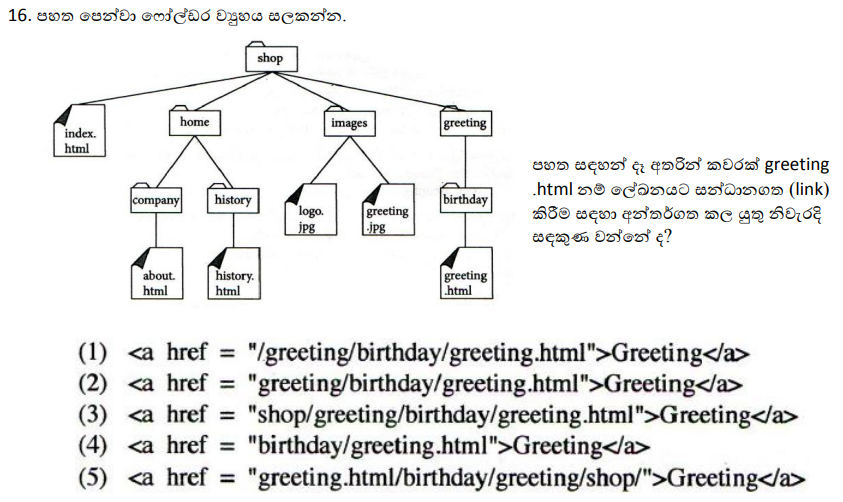 16. පහත පෙන්වා ෆෝල්ඩර ව්‍යුහය සලකන්න.
shop
index.
html
home
images
greeting
company
history
logo.
jpg
greeting
.jpg
birthday
about.
html
history.
html
greeting
.html
පහත සඳහන් දෑ අතරින් කවරක් greeting
.html නම් ලේඛනයට සන්ධානගත (link)
කිරීම සඳහා අන්තර්ගත කල යුතු නිවැරදි
සඳකුණ වන්නේ ද?
(1) <a href = "/greeting/birthday/greeting.html">Greeting</a>
(2) <a href = "greeting/birthday/greeting.html">Greeting</a>
(3) <a href = "shop/greeting/birthday/greeting.html">Greeting</a>
(4) <a href = "birthday/greeting.html">Greeting</a>
(5) <a href = "greeting.html/birthday/greeting/shop/">Greeting</a>